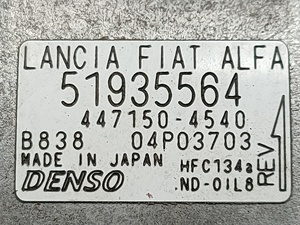 LANCIA FIAT ALFA
51935564
447150-4540
B838 04P03703
MADE IN JAPAN HFC134a
DENSO ND-OIL8
REV